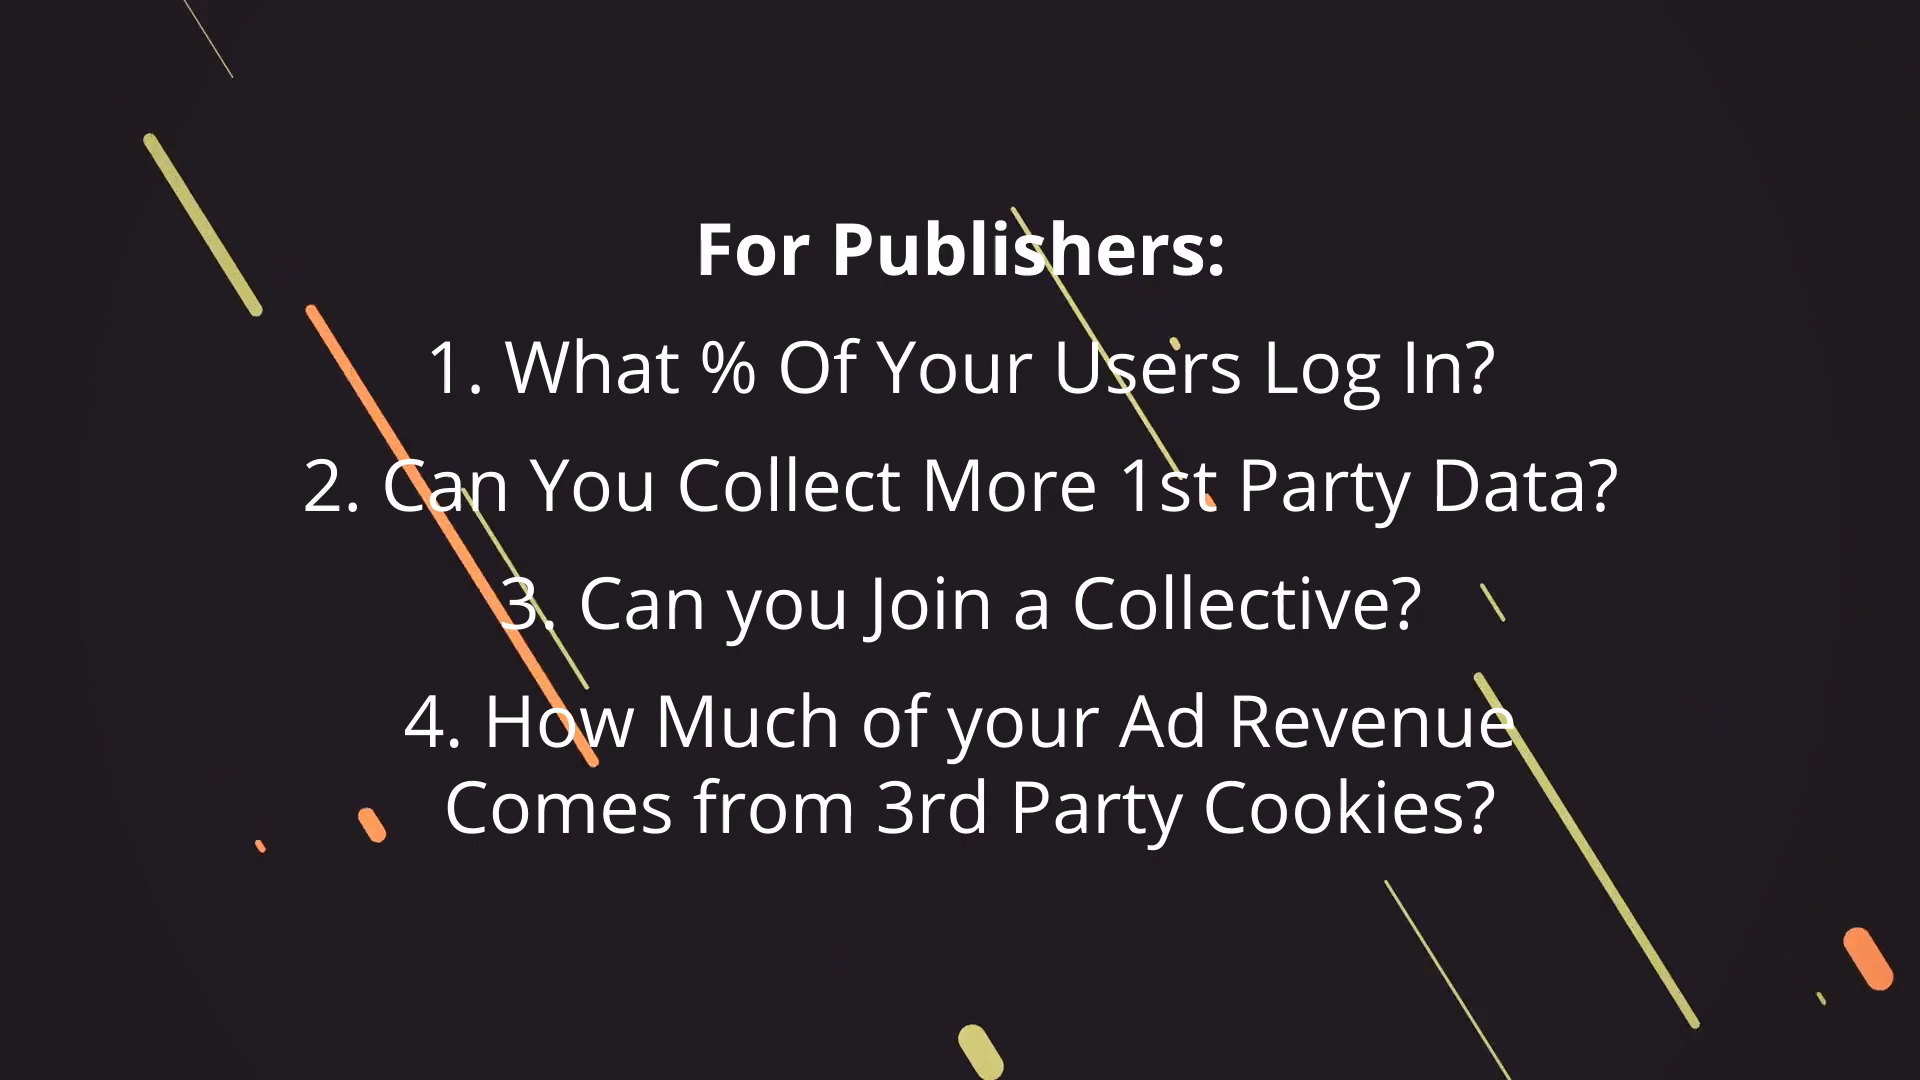 For Publishers:
1. What % Of Your Users Log In?
2. Can You Collect More 1st Party Data?
3. Can you Join a Collective?
4. How Much of your Ad Revenue
Comes from 3rd Party Cookies?